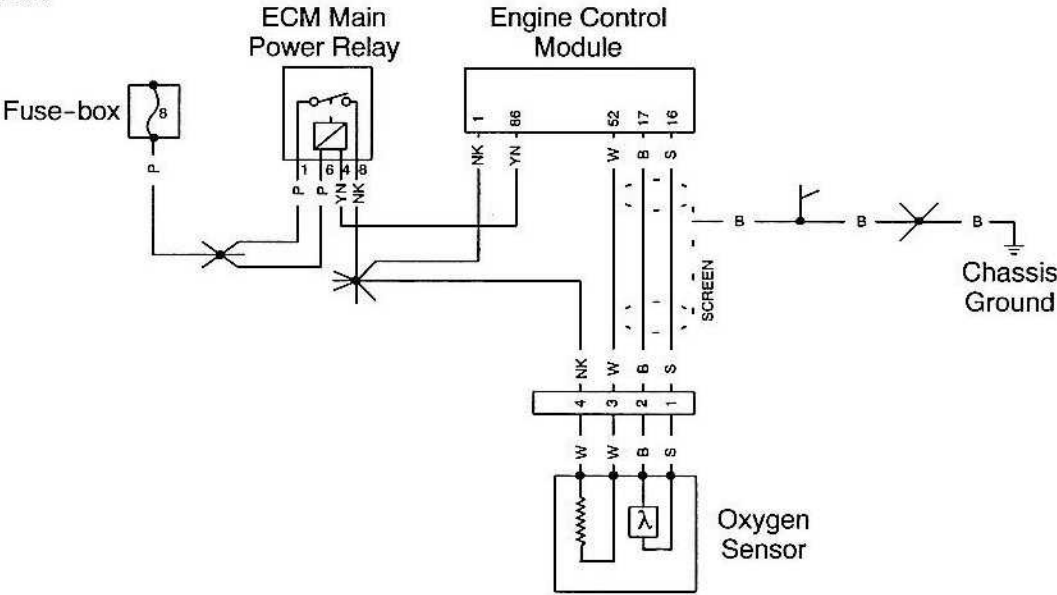 ECM Main
Power Relay
Engine Control
Module
Fuse-box
8
1
86
52
17
16
P
1
6
4
8
P
P
YN
NK
NK
YN
W
B
S
B
B
B
SCREEN
Chassis
Ground
NK
W
B
S
4
3
2
1
W
W
B
S
λ
Oxygen
Sensor